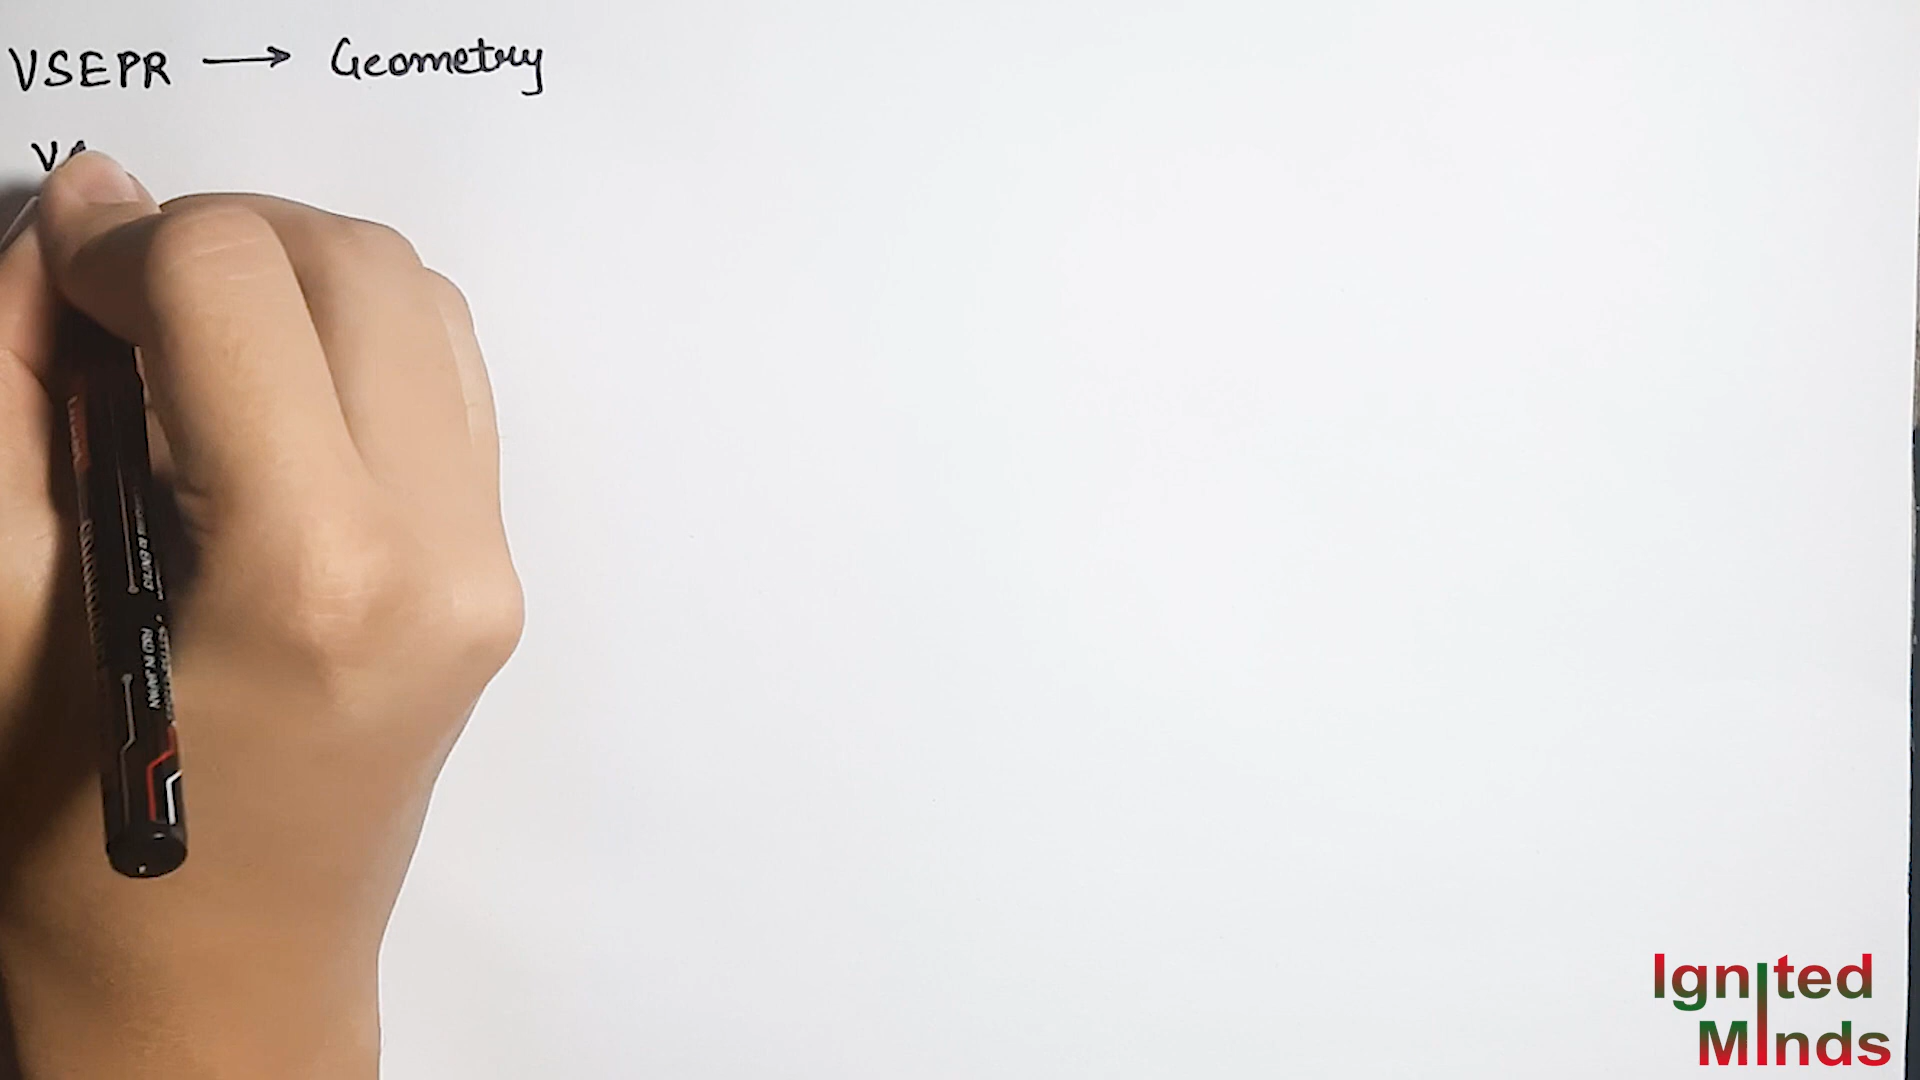 VSEPR → Geometry
V
Ignited
Minds